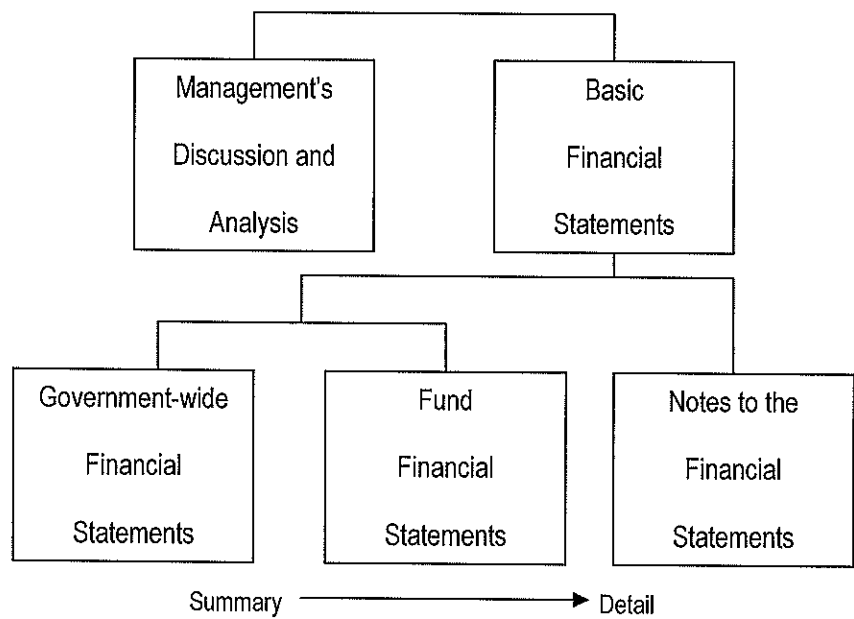 Management's
Discussion and
Analysis
Basic
Financial
Statements
Government-wide
Financial
Statements
Fund
Financial
Statements
Notes to the
Financial
Statements
Summary
Detail